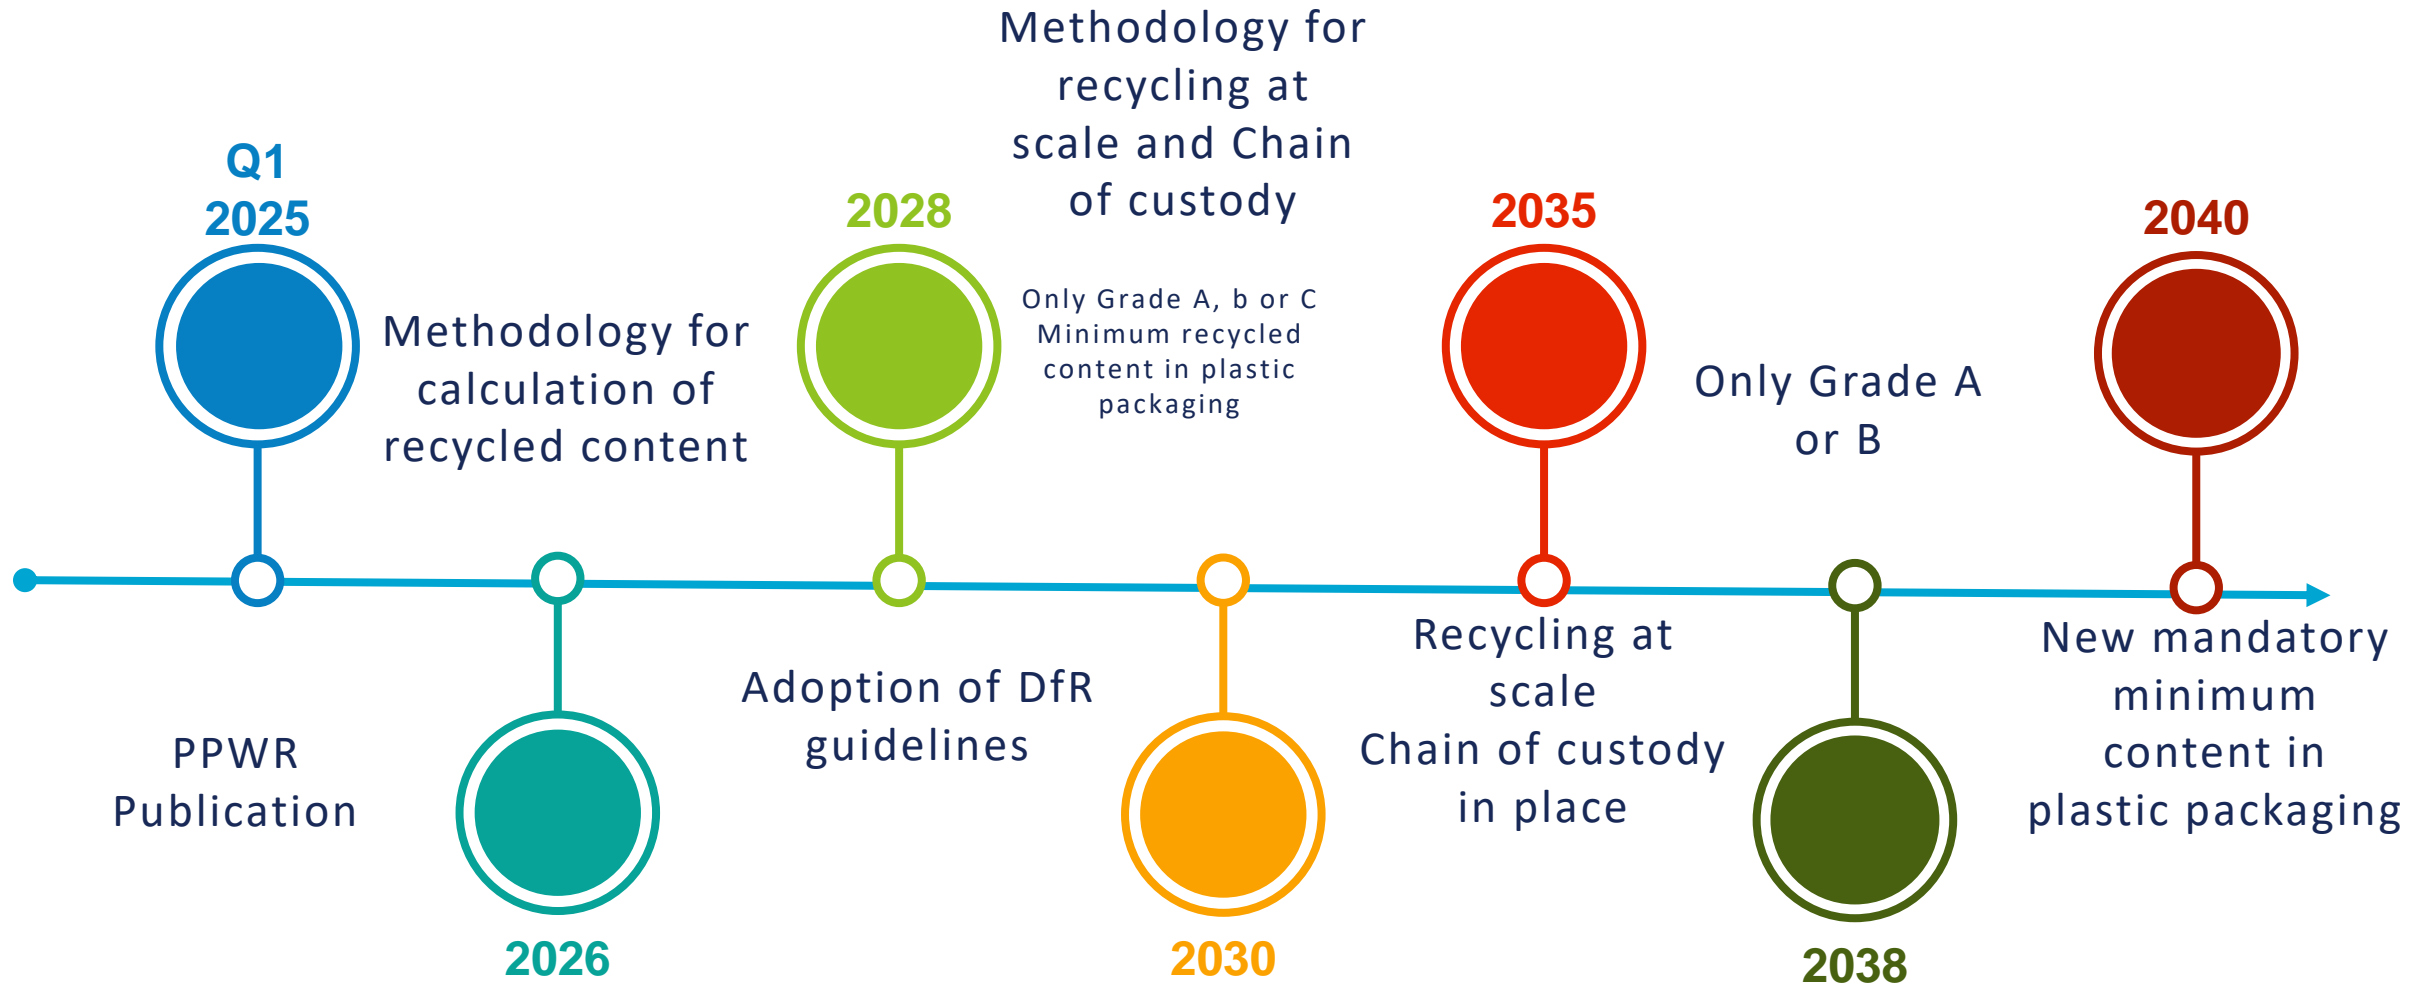 Q1
2025
PPWR
Publication
Methodology for
calculation of
recycled content
2026
2028
Adoption of DfR
guidelines
Methodology for
recycling at
scale and Chain
of custody
Only Grade A, b or C
Minimum recycled
content in plastic
packaging
2030
2035
Recycling at
scale
Chain of custody
in place
Only Grade A
or B
2038
2040
New mandatory
minimum
content in
plastic packaging